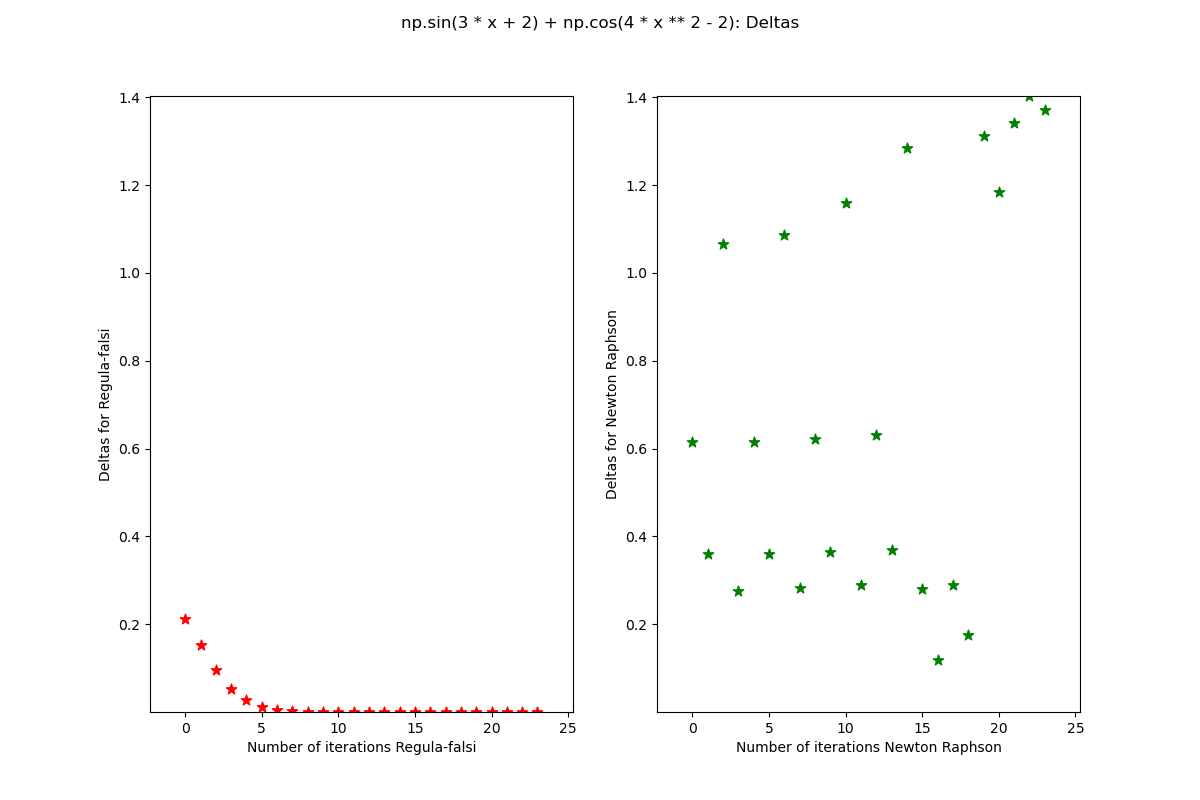 np.sin(3 * x + 2) + np.cos(4 * x ** 2 - 2): Deltas
Deltas for Regula-falsi
1.4
1.2
1.0
0.8
0.6
0.4
0.2
0 5 10 15 20 25
Number of iterations Regula-falsi
Deltas for Newton Raphson
1.4
1.2
1.0
0.8
0.6
0.4
0.2
0 5 10 15 20 25
Number of iterations Newton Raphson